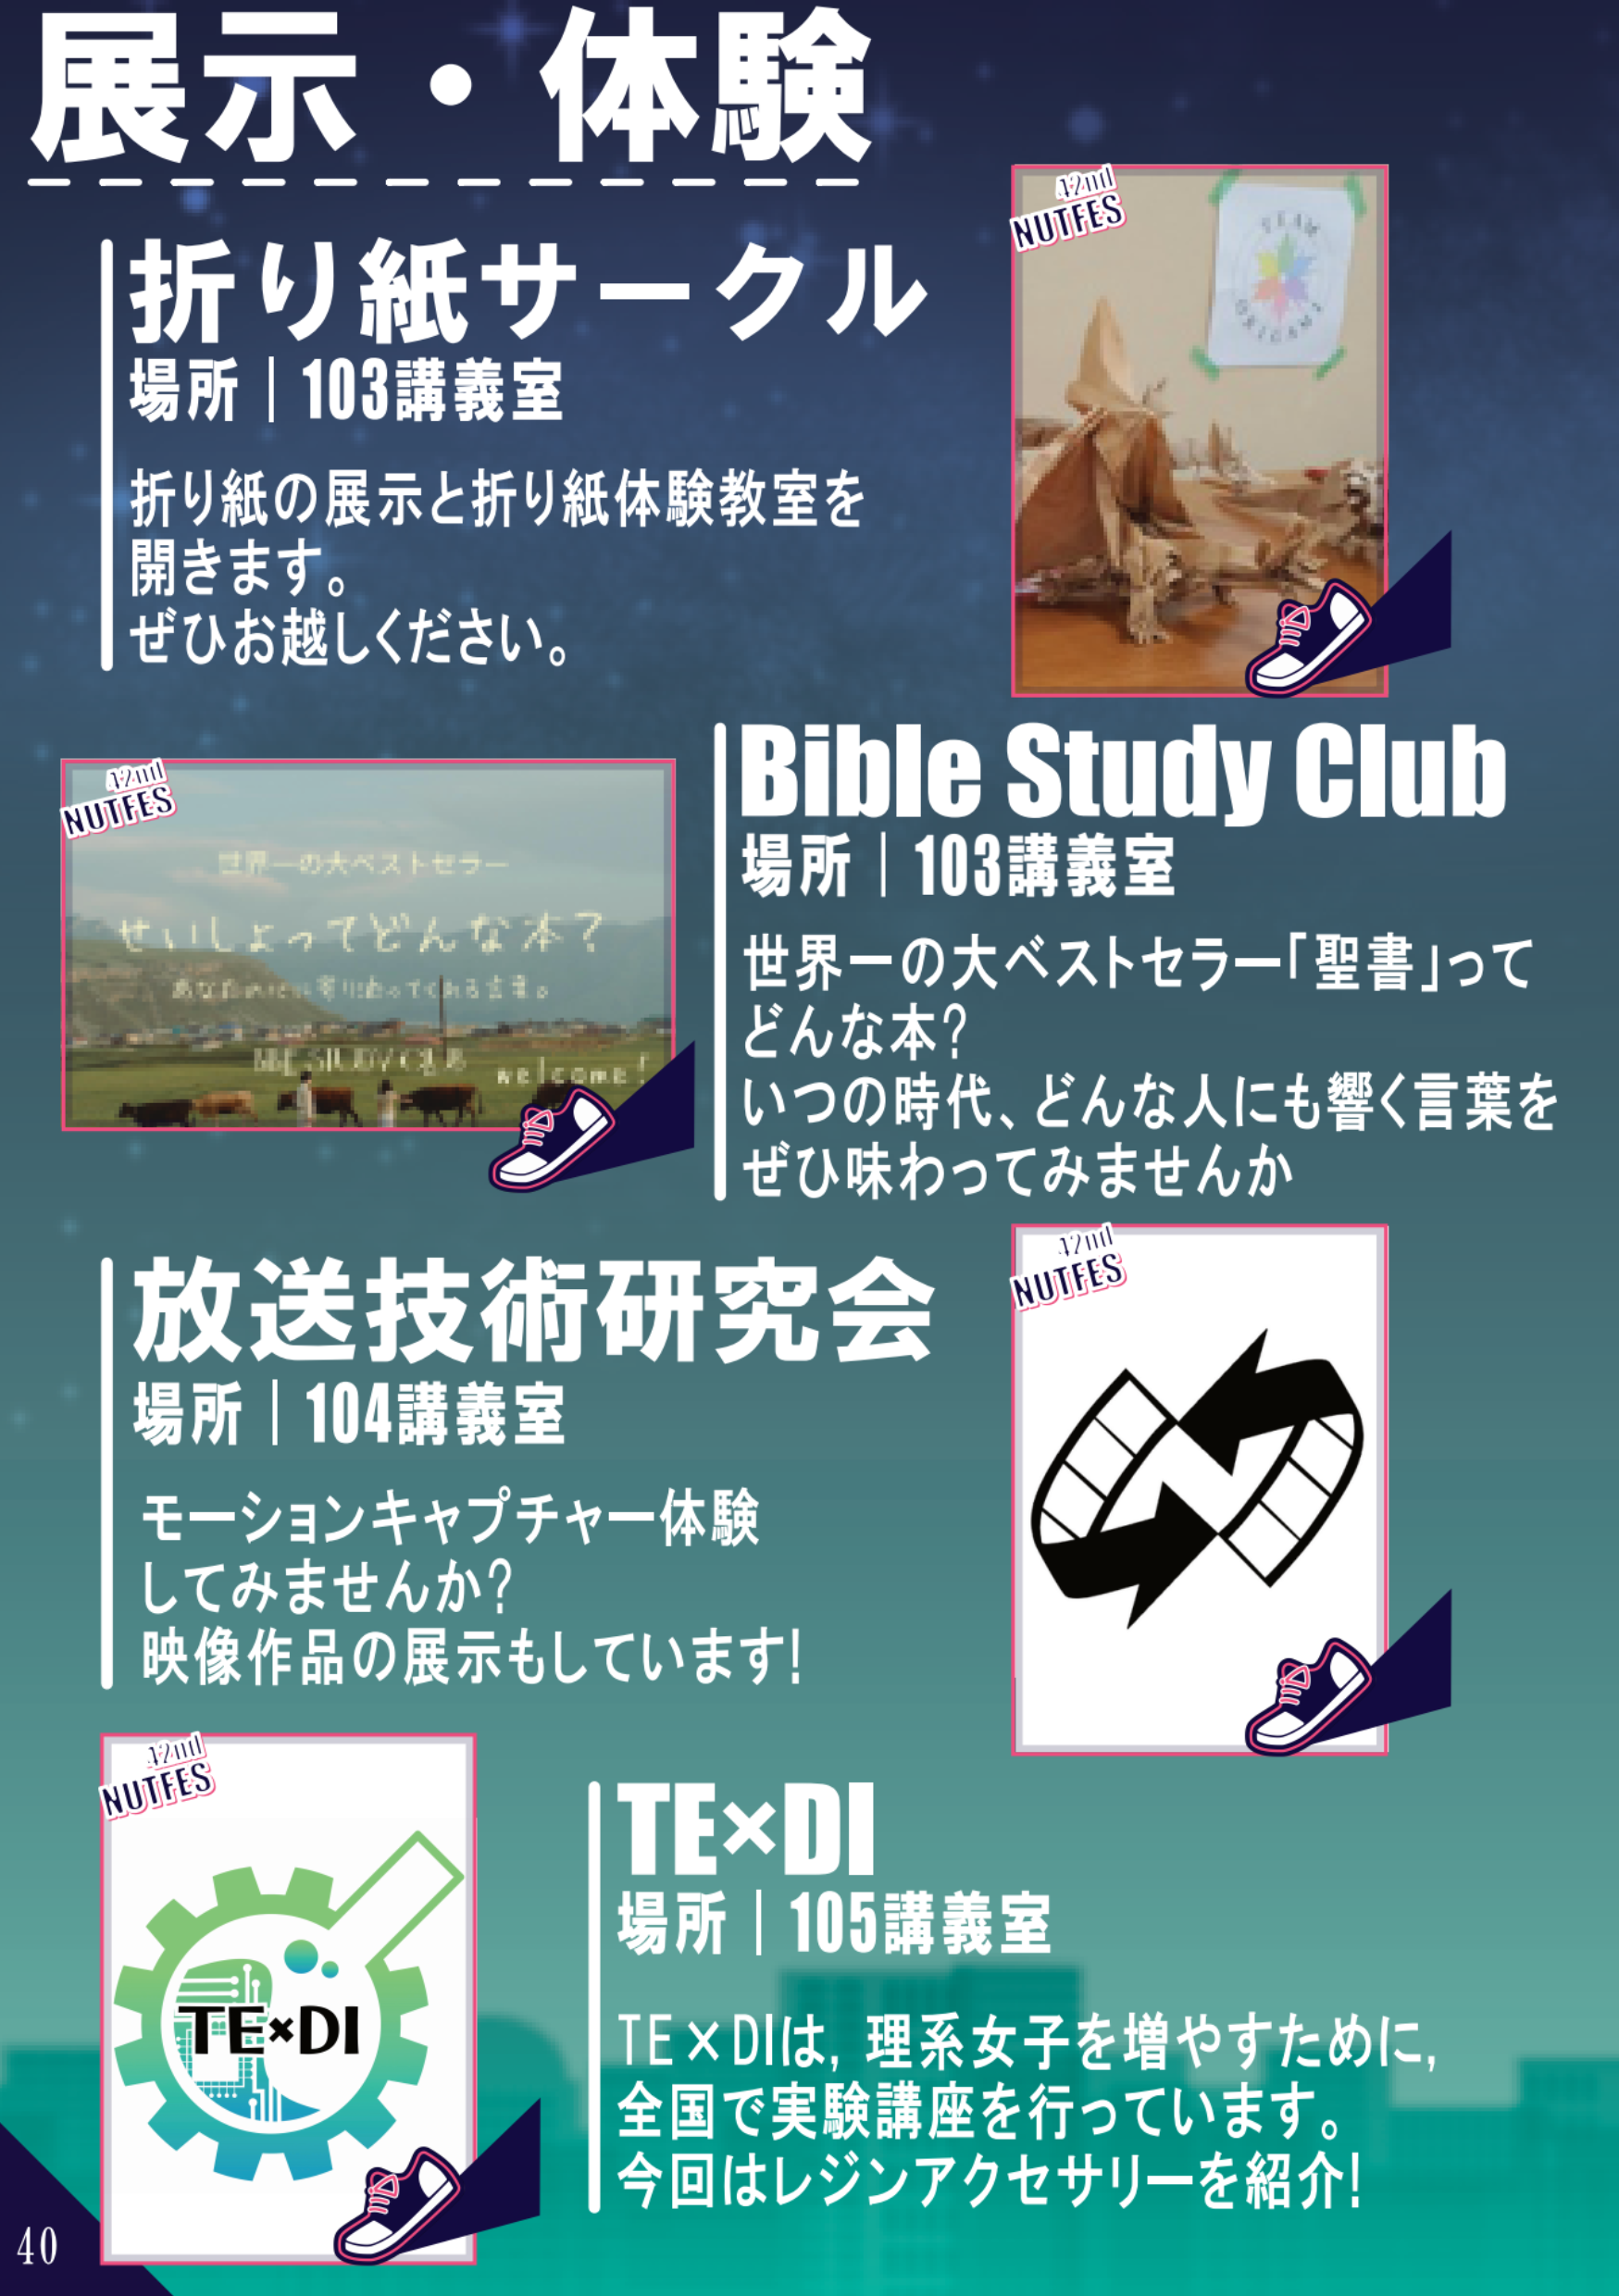 展示・体験
42nd
NUTFES
TEAM
ORIGAMI
折り紙サークル
場所｜103講義室
折り紙の展示と折り紙体験教室を
開きます。
ぜひお越しください。
42nd
NUTFES
世界一の大ベストセラー
せいしょってどんな本？
あなたの心に寄り添ってくれる言葉。
BIBLE STUDY CLUB
welcome!
Bible Study Club
場所｜103講義室
世界一の大ベストセラー「聖書」って
どんな本？
いつの時代、どんな人にも響く言葉を
ぜひ味わってみませんか
放送技術研究会
場所｜104講義室
モーションキャプチャー体験
してみませんか？
映像作品の展示もしています！
42nd
NUTFES
42nd
NUTFES
TE×DI
TE×DI
場所｜105講義室
TE×DIは，理系女子を増やすために，
全国で実験講座を行っています。
今回はレジンアクセサリーを紹介！
40